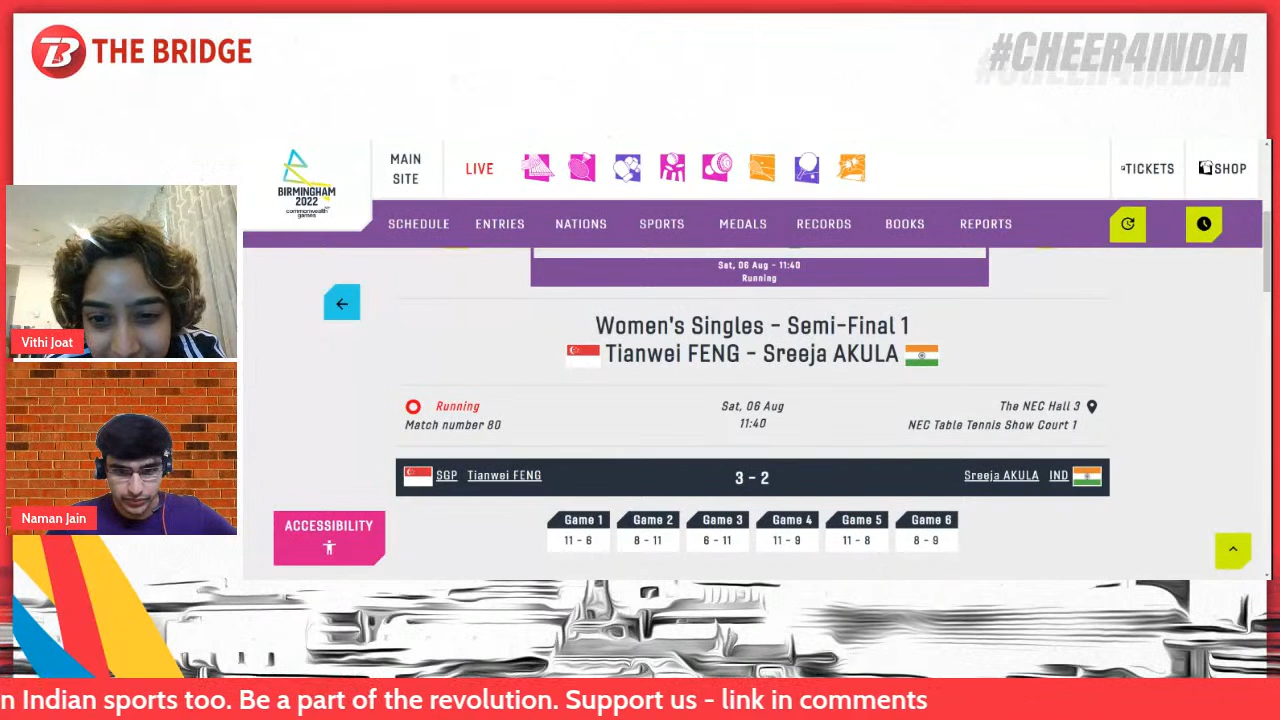 THE BRIDGE
#CHEER4INDIA
BIRMINGHAM
2022
commonwealth
games
MAIN
SITE
LIVE
TICKETS
SHOP
SCHEDULE
ENTRIES
NATIONS
SPORTS
MEDALS
RECORDS
BOOKS
REPORTS
Sat, 06 Aug - 11:40
Running
Women's Singles - Semi-Final 1
Tianwei FENG - Sreeja AKULA
Running
Sat, 06 Aug
The NEC Hall 3
Match number 80
11:40
NEC Table Tennis Show Court 1
SGP Tianwei FENG 3 - 2 Sreeja AKULA IND
Game 1 Game 2 Game 3 Game 4 Game 5 Game 6
11 - 6 8 - 11 6 - 11 11 - 9 11 - 8 8 - 9
ACCESSIBILITY
Vithi Joat
Naman Jain
n Indian sports too. Be a part of the revolution. Support us - link in comments